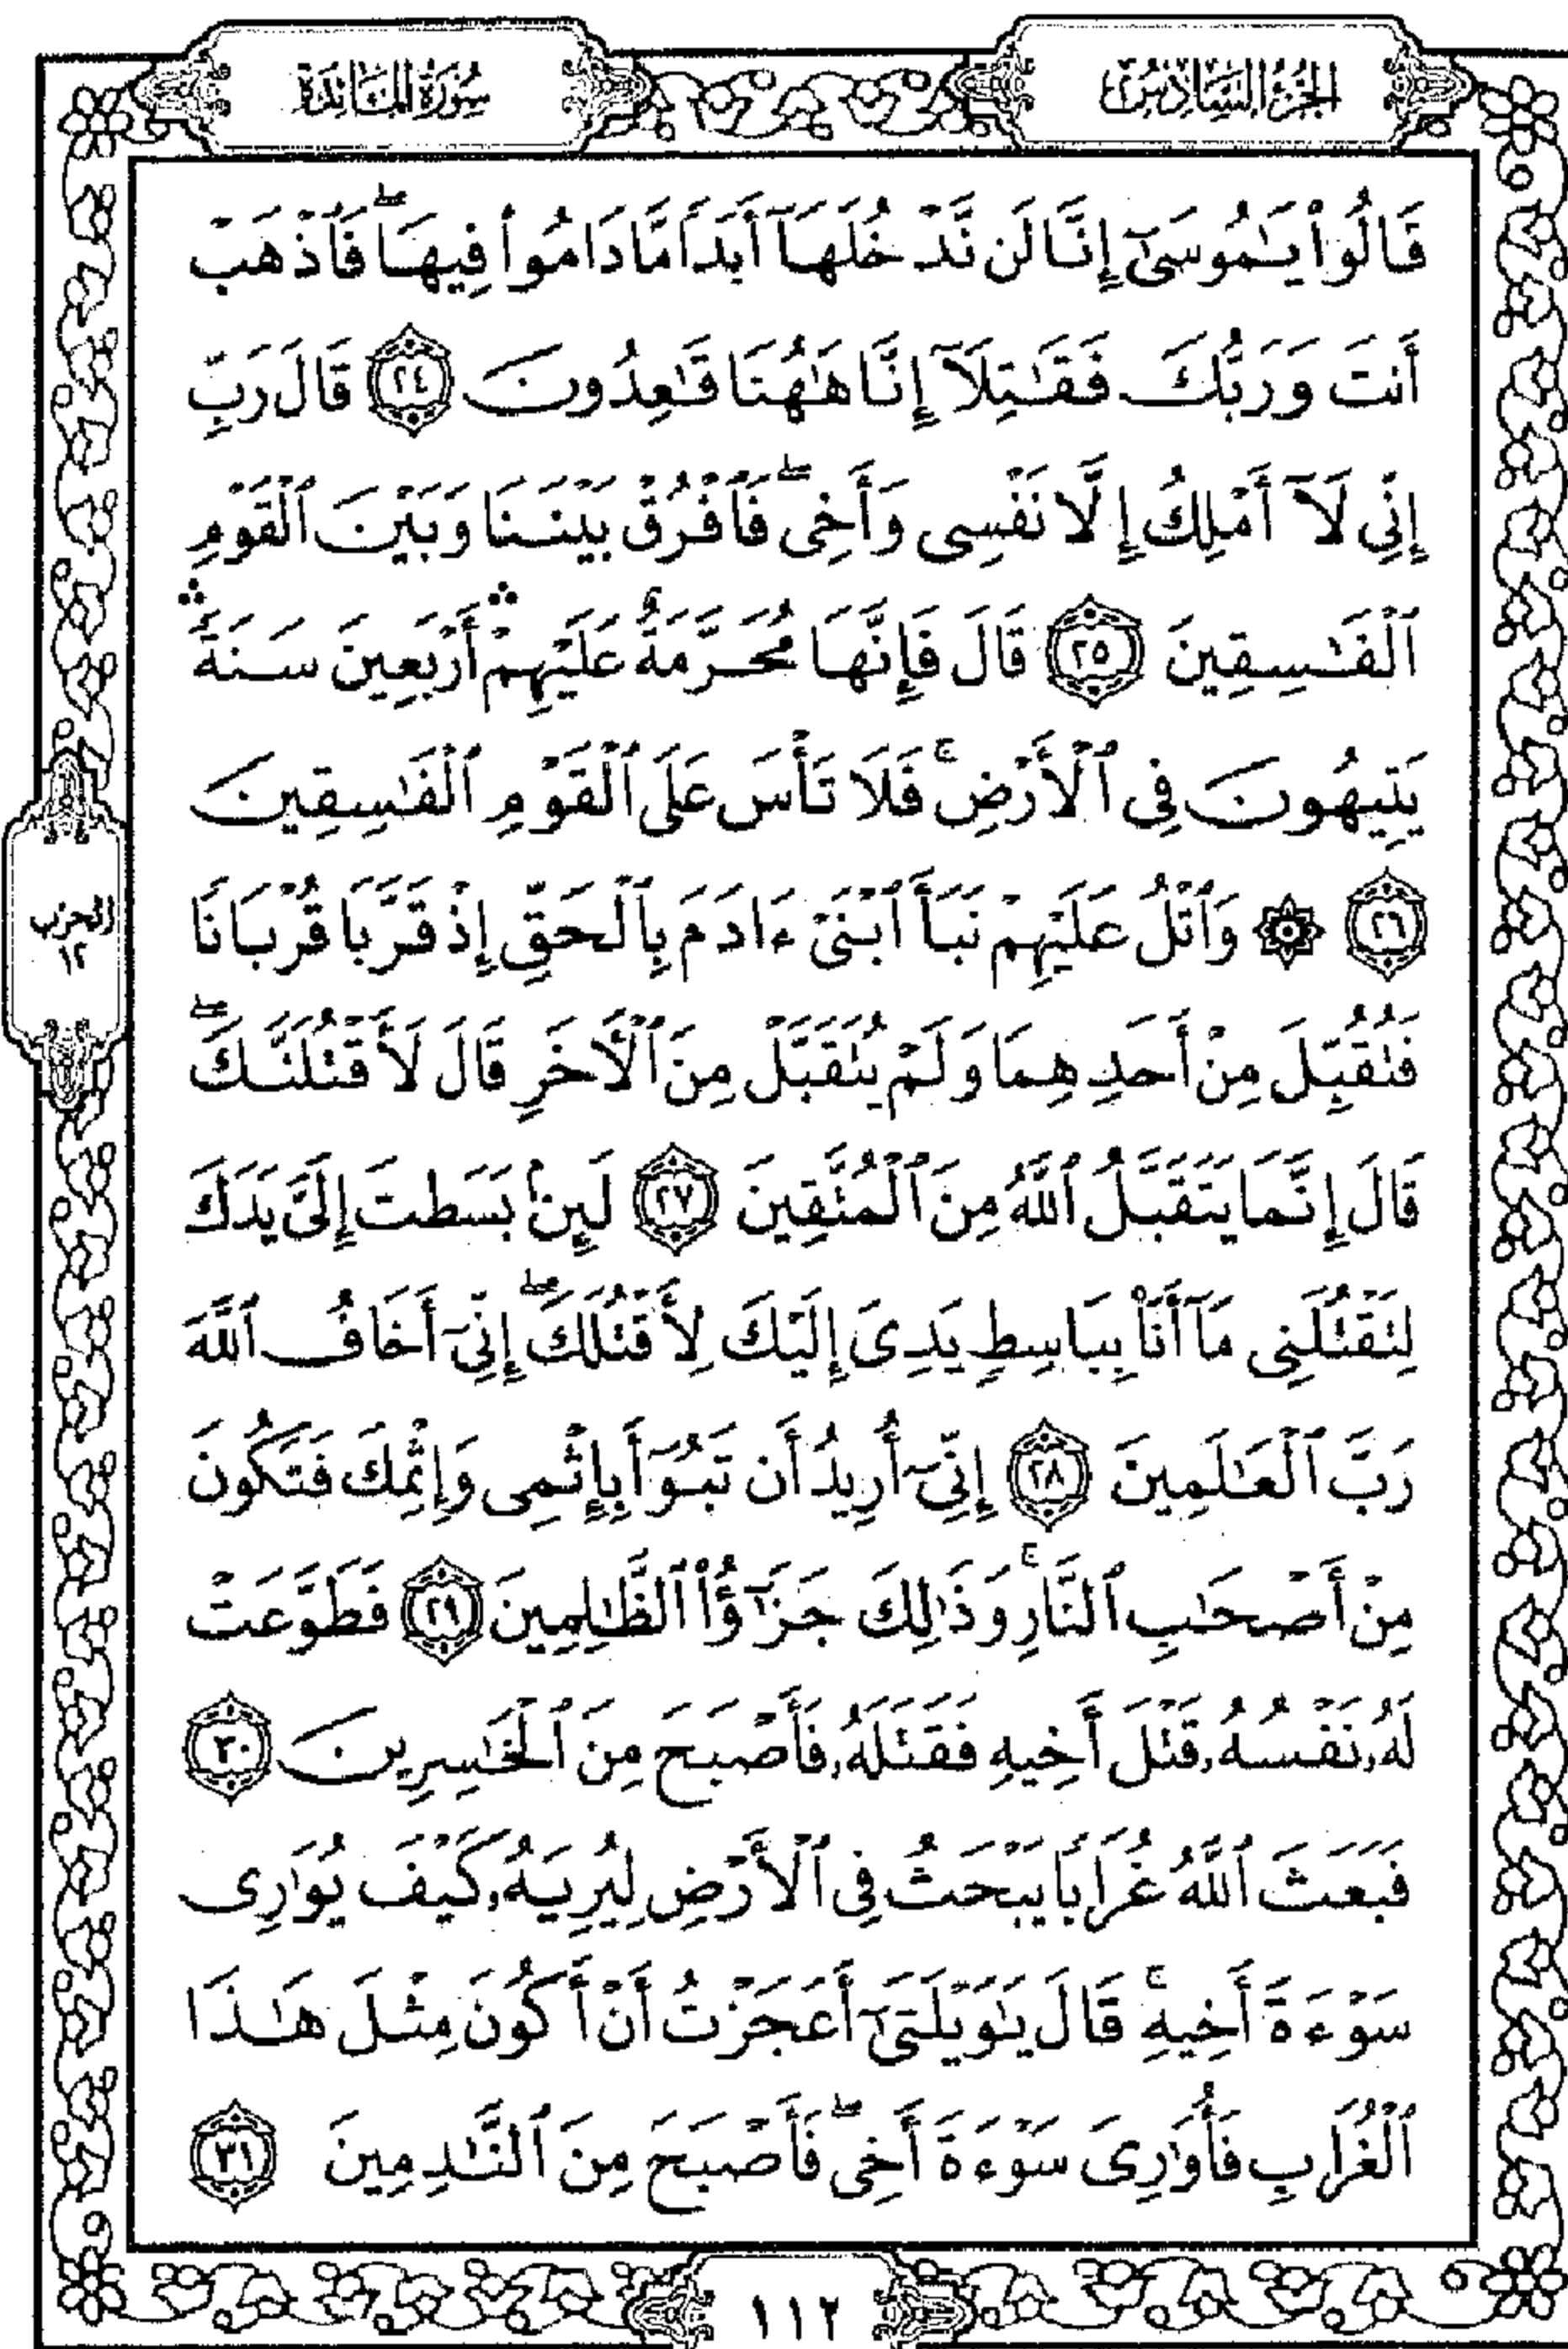 الجزء السادس
سورة المائدة
قَالُوا۟ يَـٰمُوسَىٰٓ إِنَّا لَن نَّدْخُلَهَآ أَبَدًا مَّا دَامُوا۟ فِيهَا ۖ فَٱذْهَبْ
أَنتَ وَرَبُّكَ فَقَـٰتِلَآ إِنَّا هَـٰهُنَا قَـٰعِدُونَ ﴿٢٤﴾ قَالَ رَبِّ
إِنِّى لَآ أَمْلِكُ إِلَّا نَفْسِى وَأَخِى ۖ فَٱفْرُقْ بَيْنَنَا وَبَيْنَ ٱلْقَوْمِ
ٱلْفَـٰسِقِينَ ﴿٢٥﴾ قَالَ فَإِنَّهَا مُحَرَّمَةٌ عَلَيْهِمْ ۛ أَرْبَعِينَ سَنَةً ۛ
يَتِيهُونَ فِى ٱلْأَرْضِ ۚ فَلَا تَأْسَ عَلَى ٱلْقَوْمِ ٱلْفَـٰسِقِينَ
﴿٢٦﴾ ۞ وَٱتْلُ عَلَيْهِمْ نَبَأَ ٱبْنَىْ ءَادَمَ بِٱلْحَقِّ إِذْ قَرَّبَا قُرْبَانًا
فَتُقُبِّلَ مِنْ أَحَدِهِمَا وَلَمْ يُتَقَبَّلْ مِنَ ٱلْـَٔاخَرِ قَالَ لَأَقْتُلَنَّكَ ۖ
قَالَ إِنَّمَا يَتَقَبَّلُ ٱللَّهُ مِنَ ٱلْمُتَّقِينَ ﴿٢٧﴾ لَئِنۢ بَسَطتَ إِلَىَّ يَدَكَ
لِتَقْتُلَنِى مَآ أَنَا۠ بِبَاسِطٍ يَدِىَ إِلَيْكَ لِأَقْتُلَكَ ۖ إِنِّىٓ أَخَافُ ٱللَّهَ
رَبَّ ٱلْعَـٰلَمِينَ ﴿٢٨﴾ إِنِّىٓ أُرِيدُ أَن تَبُوٓأَ بِإِثْمِى وَإِثْمِكَ فَتَكُونَ
مِنْ أَصْحَـٰبِ ٱلنَّارِ ۚ وَذَٰلِكَ جَزَٰٓؤُا۟ ٱلظَّـٰلِمِينَ ﴿٢٩﴾ فَطَوَّعَتْ
لَهُۥ نَفْسُهُۥ قَتْلَ أَخِيهِ فَقَتَلَهُۥ فَأَصْبَحَ مِنَ ٱلْخَـٰسِرِينَ ﴿٣٠﴾
فَبَعَثَ ٱللَّهُ غُرَابًا يَبْحَثُ فِى ٱلْأَرْضِ لِيُرِيَهُۥ كَيْفَ يُوَٰرِى
سَوْءَةَ أَخِيهِ ۚ قَالَ يَـٰوَيْلَتَىٰٓ أَعَجَزْتُ أَنْ أَكُونَ مِثْلَ هَـٰذَا
ٱلْغُرَابِ فَأُوَٰرِىَ سَوْءَةَ أَخِى ۖ فَأَصْبَحَ مِنَ ٱلنَّـٰدِمِينَ ﴿٣١﴾
الحزب
١٢
١١٢